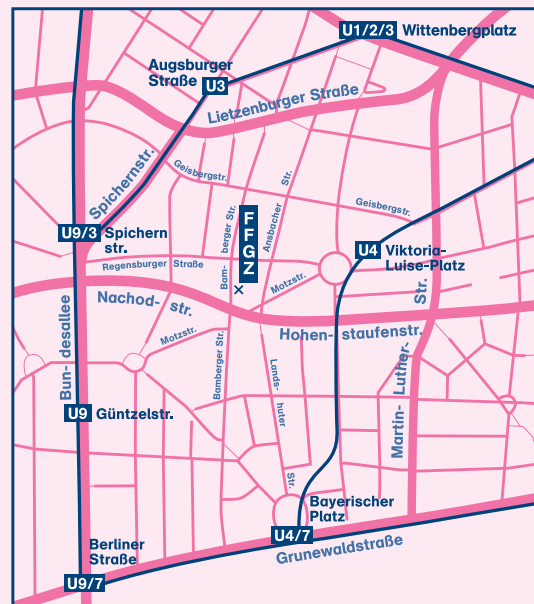 U1/2/3 Wittenbergplatz
Augsburger
Straße U3
Lietzenburger Straße
Spichernstr.
Geisbergstr.
Geisbergstr.
Ansbacher Str.
Bam- berger Str.
FFGZ
U9/3 Spichern
str.
U4 Viktoria-
Luise-Platz
Regensburger Straße
Motzstr.
Nachod- str.
Hohen- staufenstr.
Motzstr.
Bamberger Str.
Bun- desallee
Lands- huter Str.
Martin- Luther- Str.
U9 Güntzelstr.
Bayerischer
Platz
U4/7
Grunewaldstraße
Berliner
Straße
U9/7